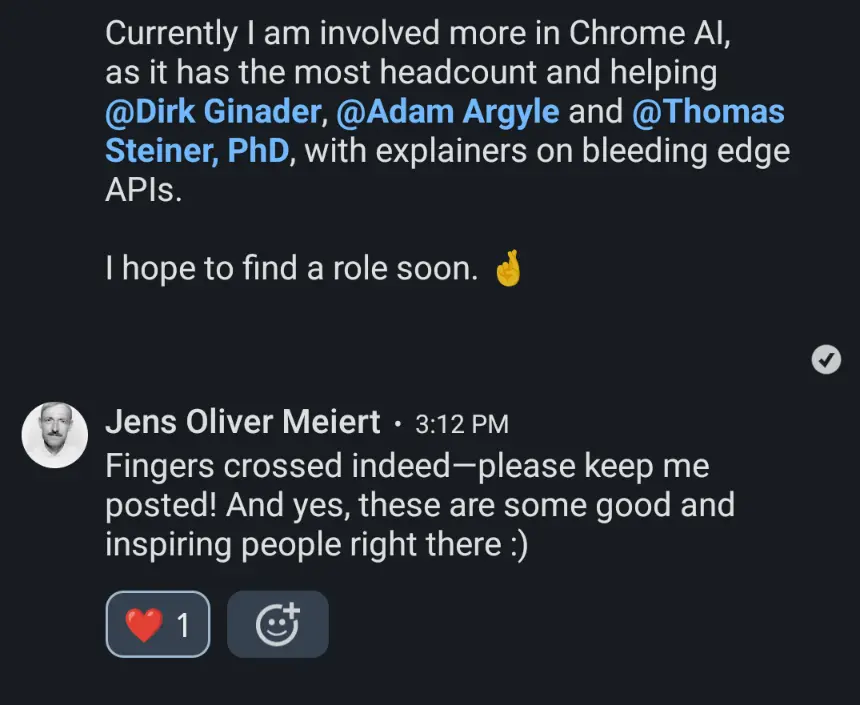 Currently I am involved more in Chrome AI,
as it has the most headcount and helping
@Dirk Ginader, @Adam Argyle and @Thomas
Steiner, PhD, with explainers on bleeding edge
APIs.
I hope to find a role soon. 🤞
Jens Oliver Meiert • 3:12 PM
Fingers crossed indeed—please keep me
posted! And yes, these are some good and
inspiring people right there :)
❤️ 1